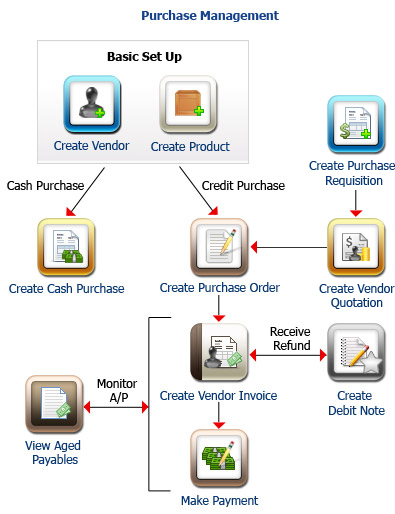 Purchase Management
Basic Set Up
Create Vendor
Create Product
Cash Purchase
Credit Purchase
Create Purchase
Requisition
Create Cash Purchase
Create Purchase Order
Create Vendor
Quotation
Receive
Refund
Monitor
A/P
Create Vendor Invoice
Create
Debit Note
View Aged
Payables
Make Payment